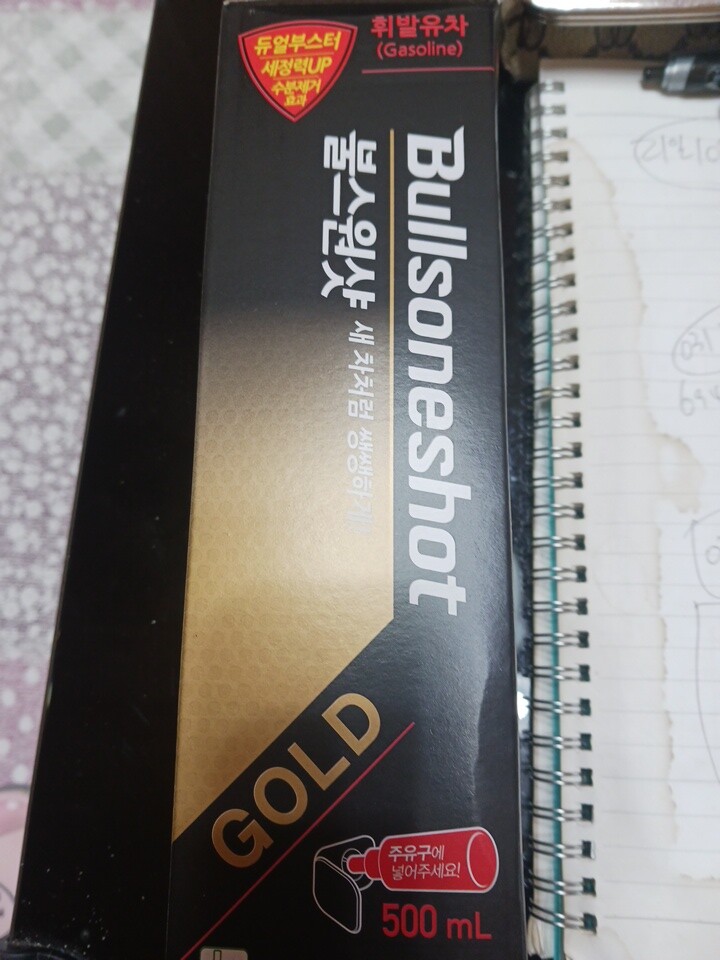 듀얼부스터
세정력UP
수분제거
효과
휘발유차
(Gasoline)
Bullsoneshot
불스원샷 새 차처럼 쌩쌩하게!
GOLD
주유구에
넣어주세요!
500 mL